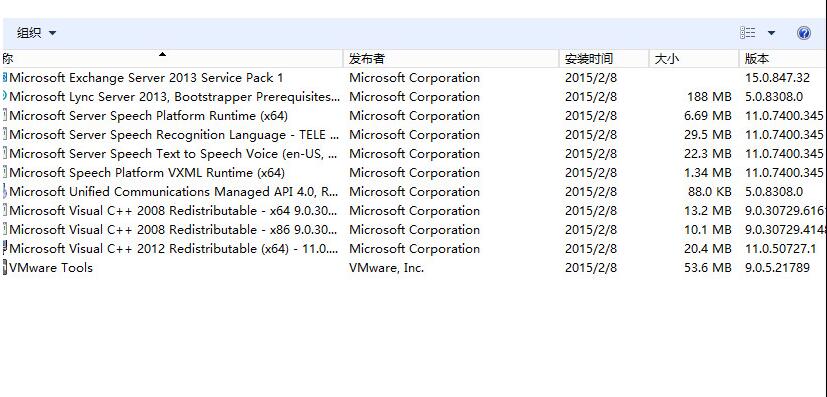 组织
称 发布者 安装时间 大小 版本
Microsoft Exchange Server 2013 Service Pack 1 Microsoft Corporation 2015/2/8 15.0.847.32
Microsoft Lync Server 2013, Bootstrapper Prerequisites... Microsoft Corporation 2015/2/8 188 MB 5.0.8308.0
Microsoft Server Speech Platform Runtime (x64) Microsoft Corporation 2015/2/8 6.69 MB 11.0.7400.345
Microsoft Server Speech Recognition Language - TELE ... Microsoft Corporation 2015/2/8 29.5 MB 11.0.7400.345
Microsoft Server Speech Text to Speech Voice (en-US, ... Microsoft Corporation 2015/2/8 22.3 MB 11.0.7400.345
Microsoft Speech Platform VXML Runtime (x64) Microsoft Corporation 2015/2/8 1.34 MB 11.0.7400.345
Microsoft Unified Communications Managed API 4.0, R... Microsoft Corporation 2015/2/8 88.0 KB 5.0.8308.0
Microsoft Visual C++ 2008 Redistributable - x64 9.0.30... Microsoft Corporation 2015/2/8 13.2 MB 9.0.30729.616
Microsoft Visual C++ 2008 Redistributable - x86 9.0.30... Microsoft Corporation 2015/2/8 10.1 MB 9.0.30729.4148
Microsoft Visual C++ 2012 Redistributable (x64) - 11.0.... Microsoft Corporation 2015/2/8 20.4 MB 11.0.50727.1
VMware Tools VMware, Inc. 2015/2/8 53.6 MB 9.0.5.21789